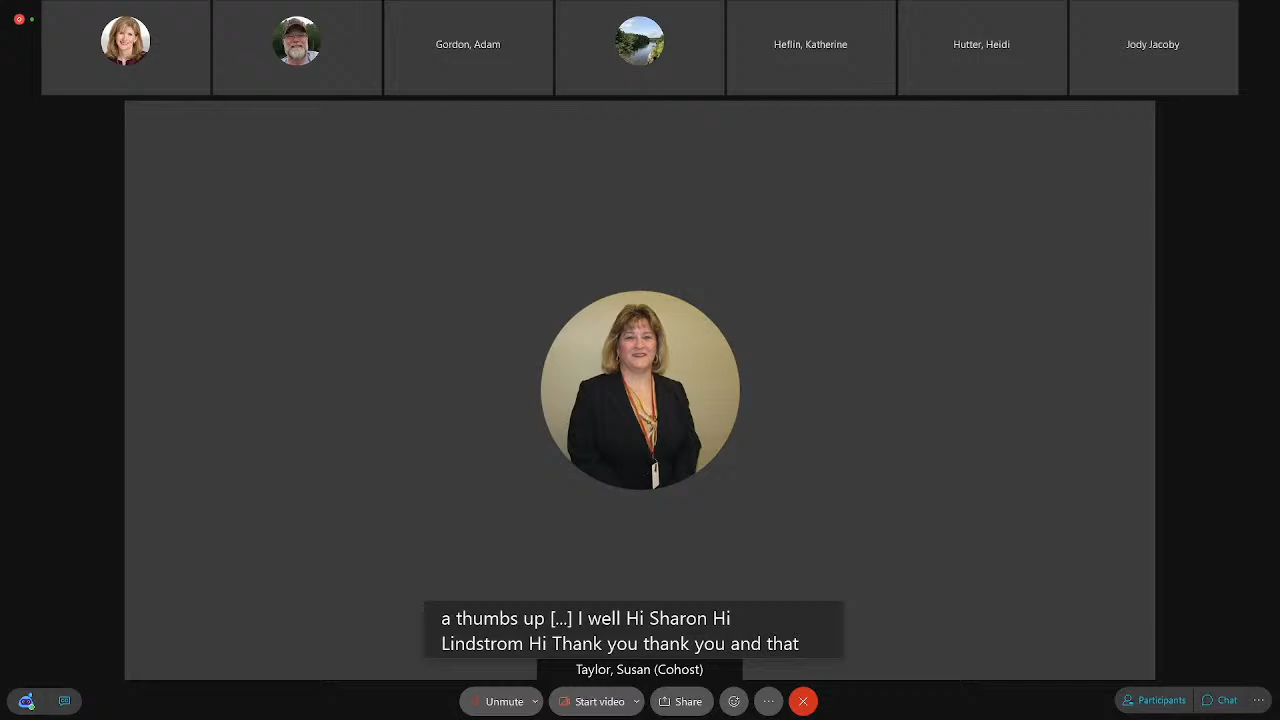 Gordon, Adam
Heflin, Katherine
Hutter, Heidi
Jody Jacoby
a thumbs up [...] I well Hi Sharon Hi
Lindstrom Hi Thank you thank you and that
Taylor, Susan (Cohost)
Unmute
Start video
Share
Participants
Chat